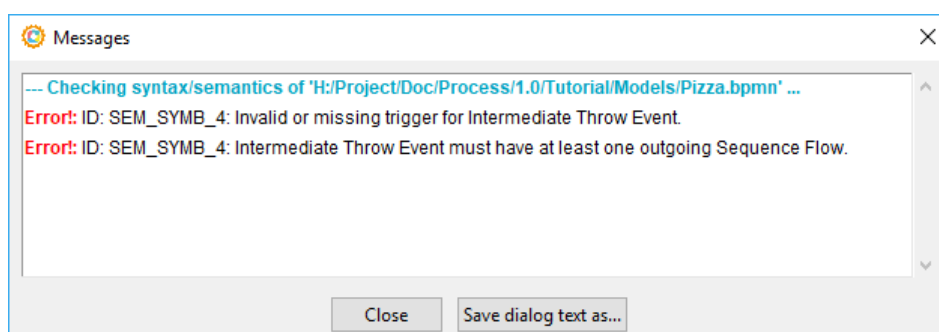 Messages
--- Checking syntax/semantics of 'H:/Project/Doc/Process/1.0/Tutorial/Models/Pizza.bpmn' ...
Error!: ID: SEM_SYMB_4: Invalid or missing trigger for Intermediate Throw Event.
Error!: ID: SEM_SYMB_4: Intermediate Throw Event must have at least one outgoing Sequence Flow.
Close Save dialog text as...